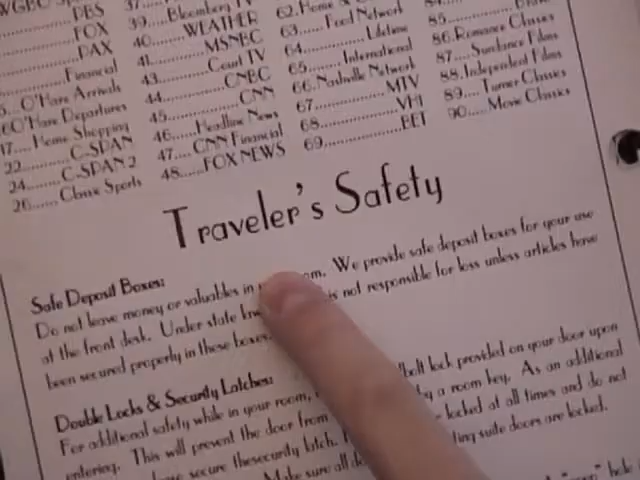 PBS
FOX
PAX
Financial
O'Hare Arrivals
O'Hare Departures
17....Home Shopping
22............C-SPAN
24........C-SPAN 2
26......Classic Sports
39....Bloomberg TV
40......WEATHER
41............MSNBC
43..........Court TV
44..............CNBC
45................CNN
46......Headline News
47.....CNN Financial
48......FOX NEWS
62.Home &
63......Food Network
64..............Lifetime
65..........International
66.Nashville Network
67..................MTV
68..................VH1
69..................BET
85
86.Romance Classics
87......Sundance Films
88.Independent Films
89......Turner Classics
90......Movie Classics
Traveler's Safety
Safe Deposit Boxes:
Do not leave money or valuables in We provide safe deposit boxes for your use
at the front desk. Under state is not responsible for loss unless articles have
been secured properly in these boxes
Double Locks & Security Latches:
For additional safety while in your room, bolt lock provided on your door upon
entering. This will prevent the door from by a room key. As an additional
secure thesecurity latch. locked at all times and do not
Make sure all suite doors are locked.
hole